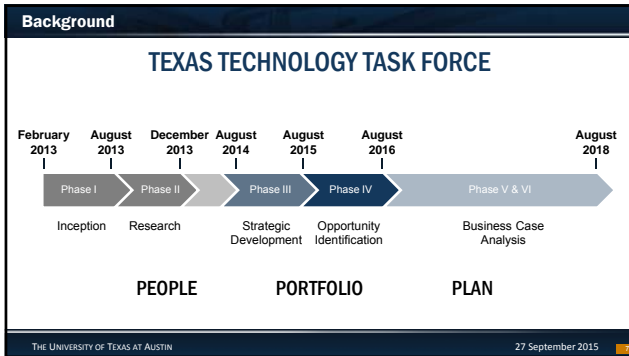 Background
TEXAS TECHNOLOGY TASK FORCE
February August December August August August August
2013 2013 2013 2014 2015 2016 2018
Phase I Phase II Phase III Phase IV Phase V & VI
Inception Research Strategic Opportunity Business Case
Development Identification Analysis
PEOPLE PORTFOLIO PLAN
THE UNIVERSITY OF TEXAS AT AUSTIN 27 September 2015 7